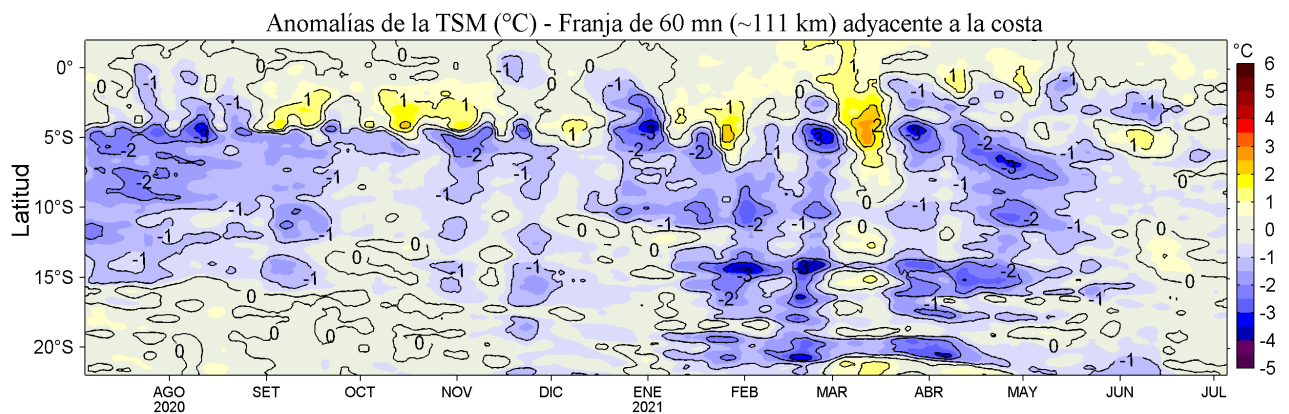 Anomalías de la TSM (°C) - Franja de 60 mn (~111 km) adyacente a la costa
°C
Latitud
0°
5°S
10°S
15°S
20°S
AGO SET OCT NOV DIC ENE FEB MAR ABR MAY JUN JUL
2020 2021
6
5
4
3
2
1
0
-1
-2
-3
-4
-5